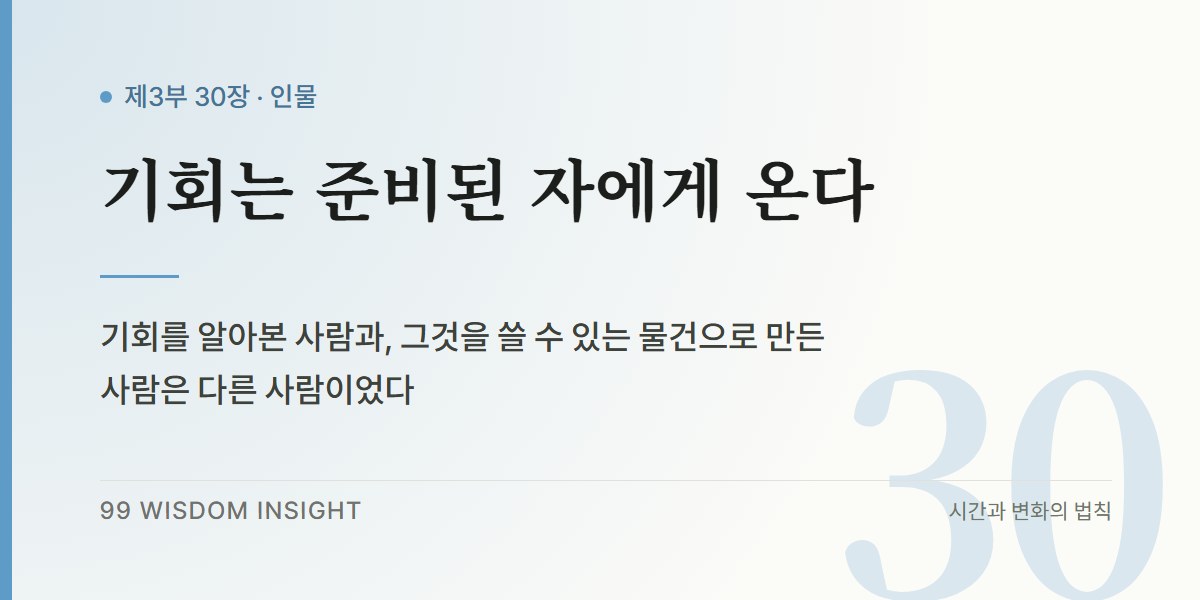 제3부 30장 · 인물
기회는 준비된 자에게 온다
기회를 알아본 사람과, 그것을 쓸 수 있는 물건으로 만든
사람은 다른 사람이었다
30
99 WISDOM INSIGHT
시간과 변화의 법칙